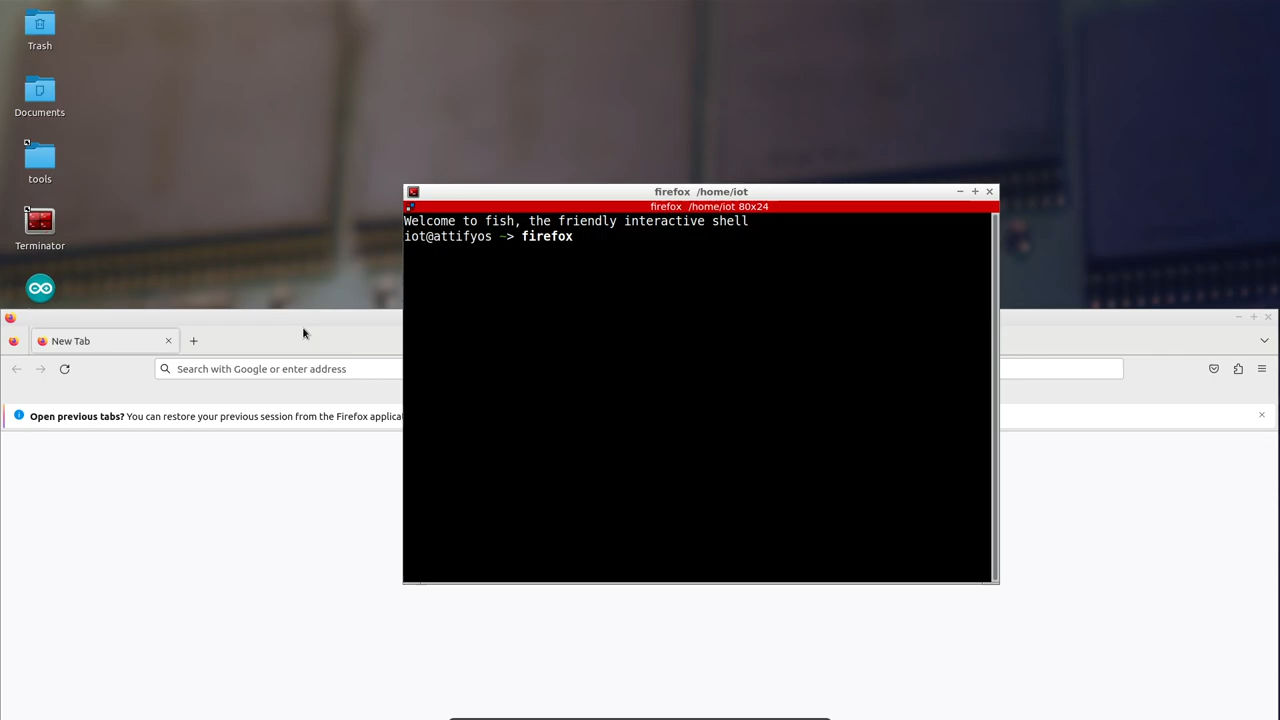 Trash
Documents
tools
Terminator
firefox  /home/iot
firefox  /home/iot 80x24
Welcome to fish, the friendly interactive shell
iot@attifyos ~> firefox
New Tab
Search with Google or enter address
Open previous tabs? You can restore your previous session from the Firefox applica